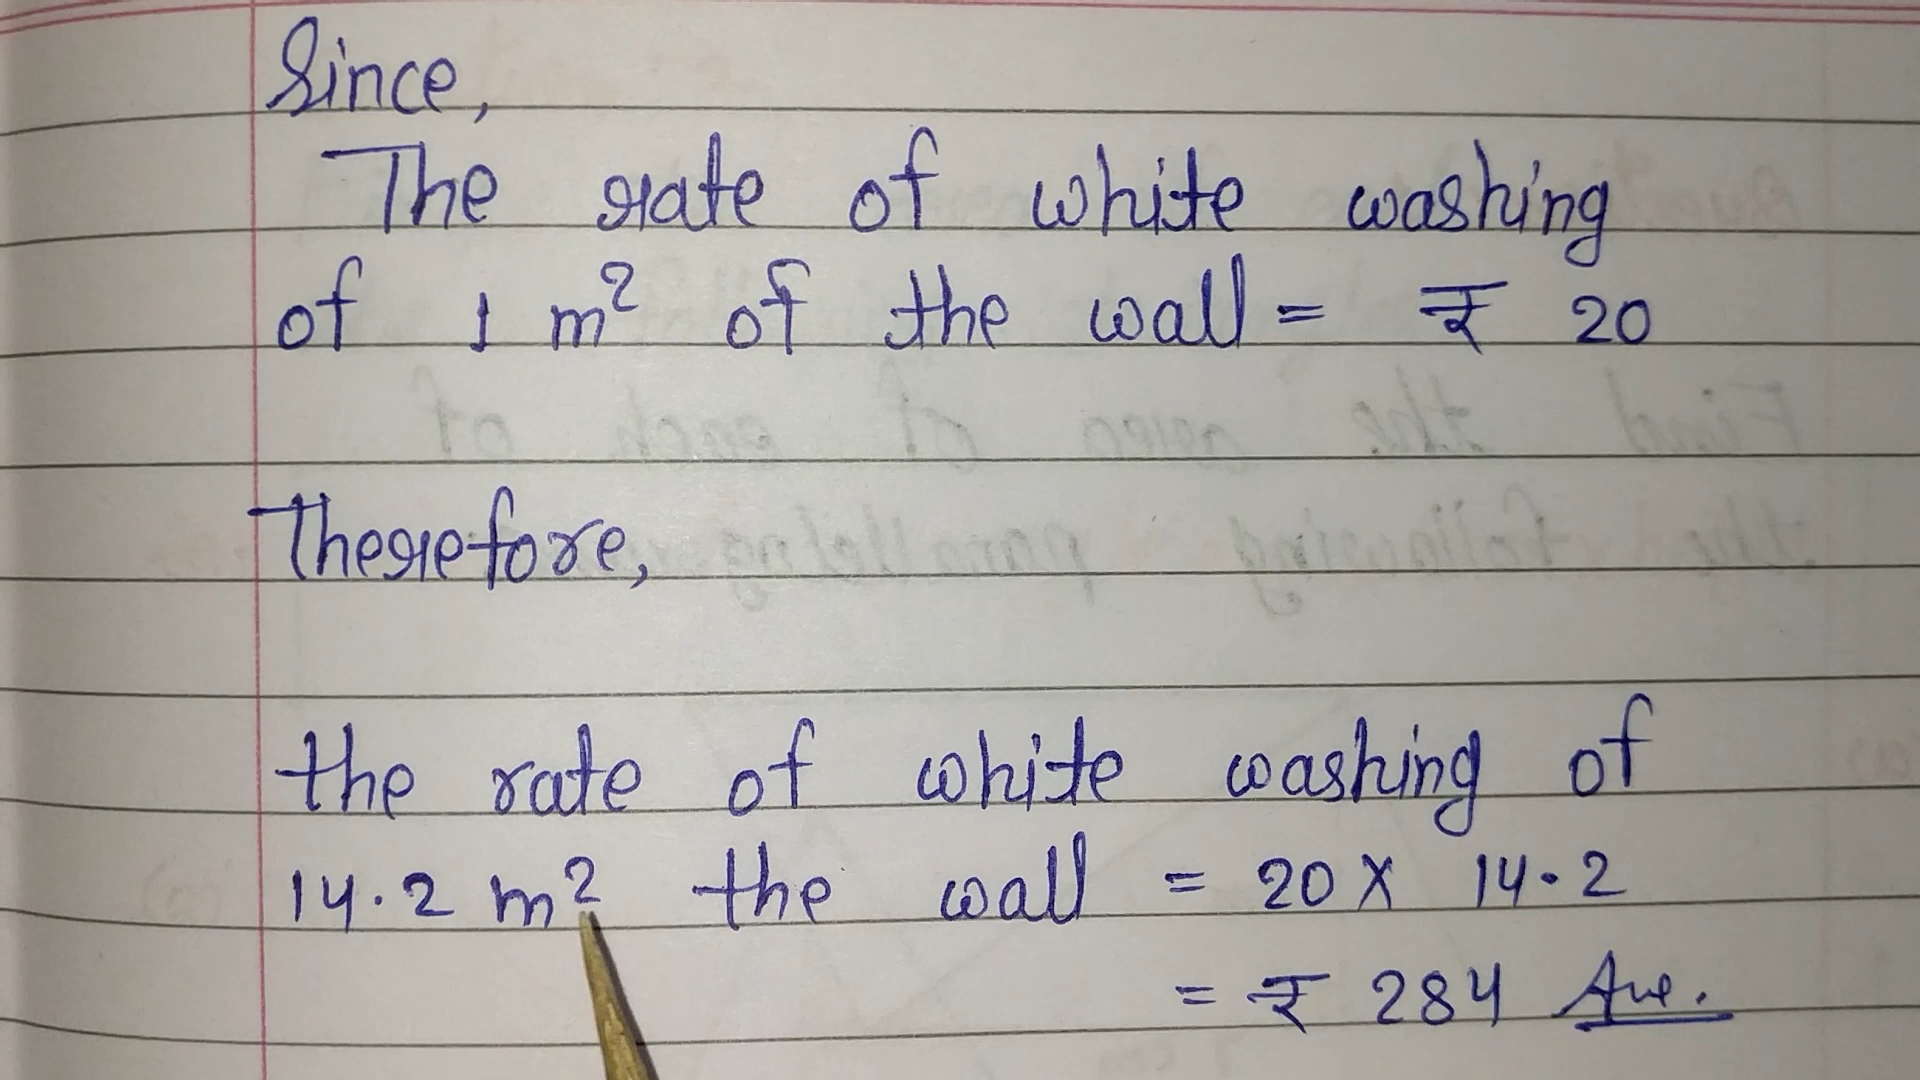 Since,
The rate of white washing
of 1 m² of the wall = ₹ 20
Therefore,
the rate of white washing of
14.2 m² the wall = 20 X 14.2
= ₹ 284 Ans.